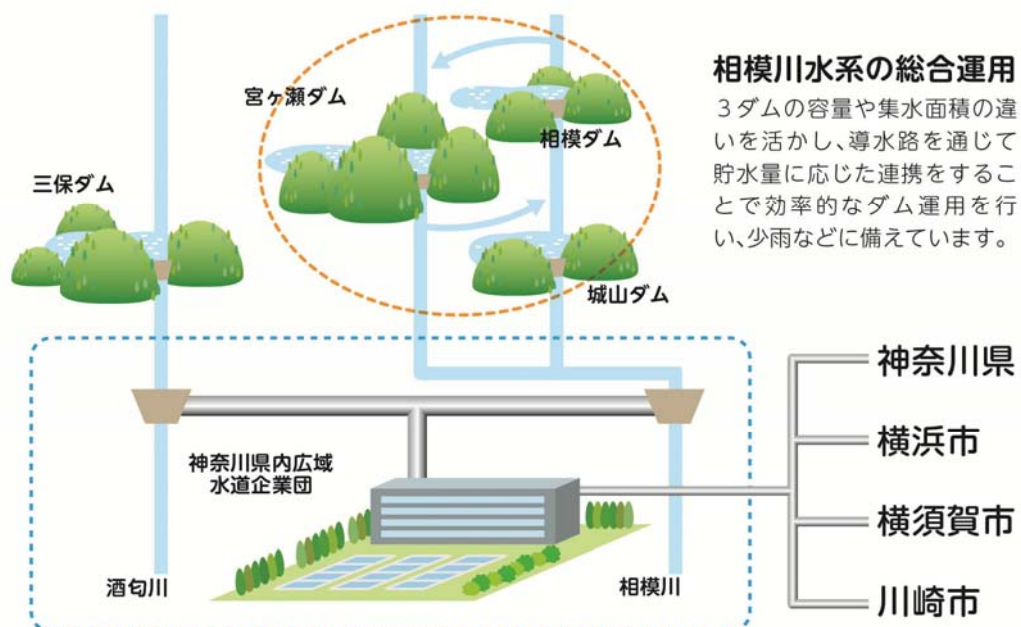 相模川水系の総合運用
3ダムの容量や集水面積の違
いを活かし、導水路を通じて
貯水量に応じた連携をするこ
とで効率的なダム運用を行
い、少雨などに備えています。
宮ヶ瀬ダム
相模ダム
三保ダム
城山ダム
神奈川県内広域
水道企業団
酒匂川
相模川
神奈川県
横浜市
横須賀市
川崎市